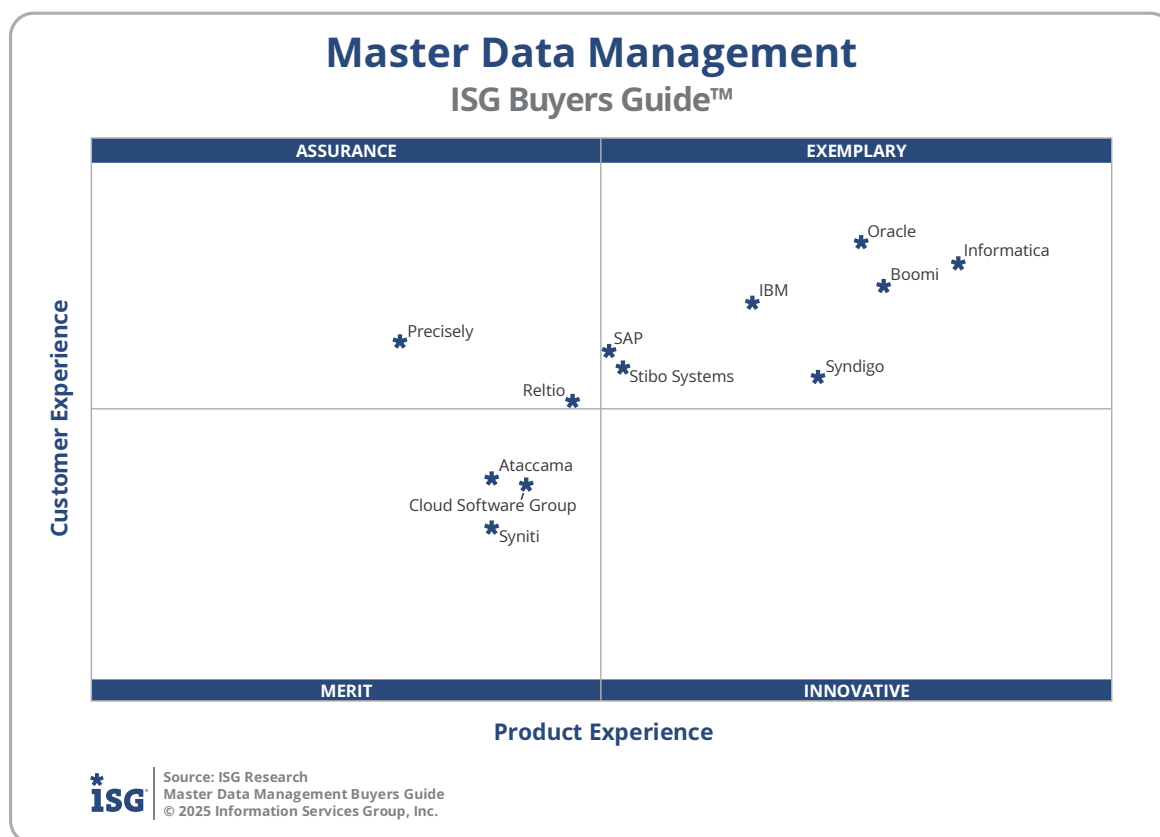 Master Data Management
ISG Buyers Guide™
ASSURANCE
EXEMPLARY
Oracle
Informatica
Boomi
IBM
Precisely
SAP
Stibo Systems
Syndigo
Reltio
Ataccama
Cloud Software Group
Syniti
Customer Experience
MERIT
INNOVATIVE
Product Experience
ISG
Source: ISG Research
Master Data Management Buyers Guide
© 2025 Information Services Group, Inc.